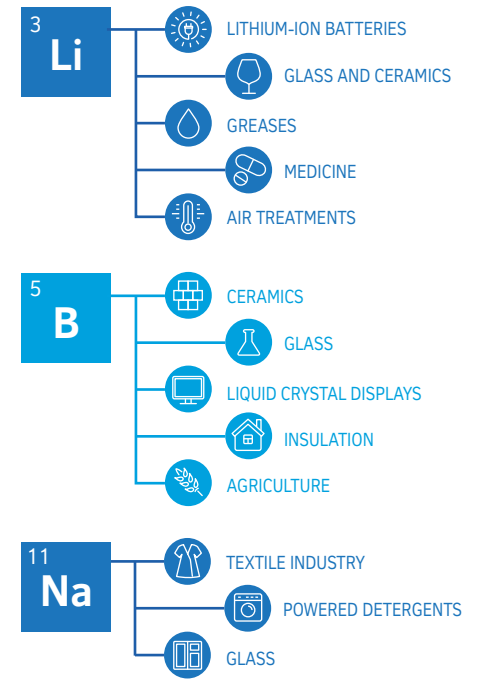 3
Li
LITHIUM-ION BATTERIES
GLASS AND CERAMICS
GREASES
MEDICINE
AIR TREATMENTS
5
B
CERAMICS
GLASS
LIQUID CRYSTAL DISPLAYS
INSULATION
AGRICULTURE
11
Na
TEXTILE INDUSTRY
POWERED DETERGENTS
GLASS